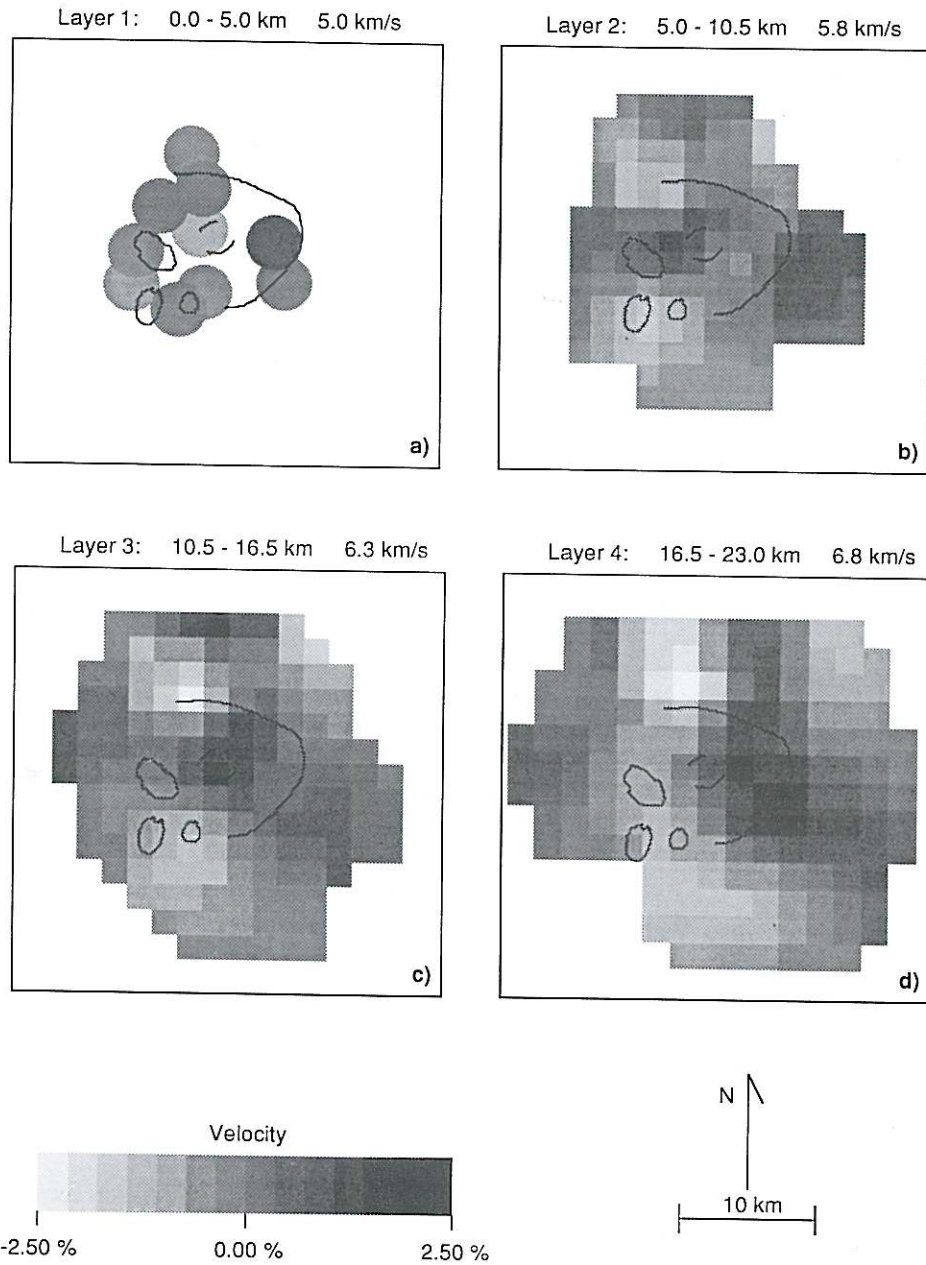 Layer 1: 0.0 - 5.0 km 5.0 km/s
Layer 2: 5.0 - 10.5 km 5.8 km/s
a)
b)
Layer 3: 10.5 - 16.5 km 6.3 km/s
Layer 4: 16.5 - 23.0 km 6.8 km/s
c)
d)
N
Velocity
10 km
-2.50 % 0.00 % 2.50 %